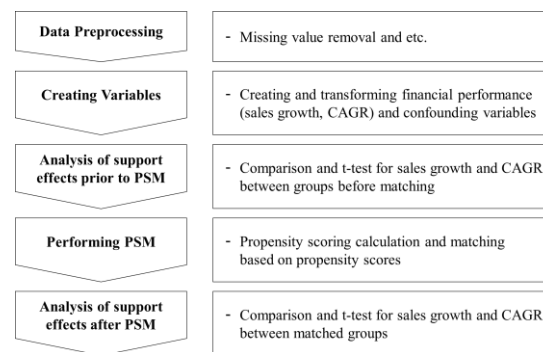 Data Preprocessing
- Missing value removal and etc.
Creating Variables
- Creating and transforming financial performance
(sales growth, CAGR) and confounding variables
Analysis of support
effects prior to PSM
- Comparison and t-test for sales growth and CAGR
between groups before matching
Performing PSM
- Propensity scoring calculation and matching
based on propensity scores
Analysis of support
effects after PSM
- Comparison and t-test for sales growth and CAGR
between matched groups